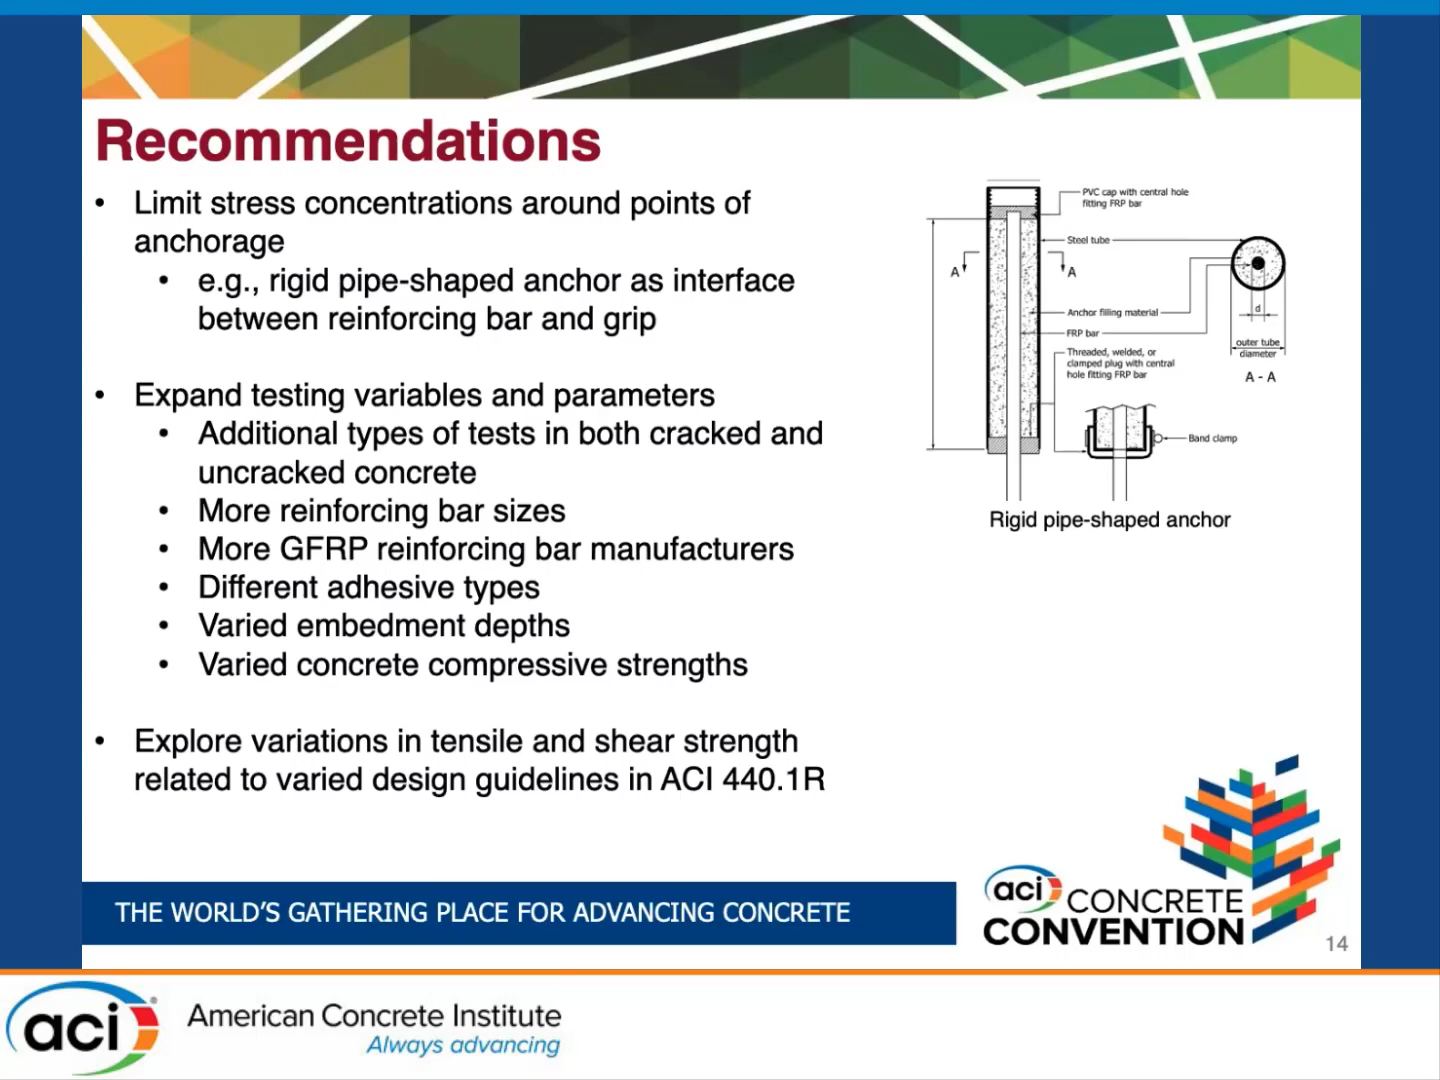 Recommendations
• Limit stress concentrations around points of
anchorage
• e.g., rigid pipe-shaped anchor as interface
between reinforcing bar and grip
• Expand testing variables and parameters
• Additional types of tests in both cracked and
uncracked concrete
• More reinforcing bar sizes
• More GFRP reinforcing bar manufacturers
• Different adhesive types
• Varied embedment depths
• Varied concrete compressive strengths
• Explore variations in tensile and shear strength
related to varied design guidelines in ACI 440.1R
PVC cap with central hole
fitting FRP bar
Steel tube
A
A
Anchor filling material
d
FRP bar
outer tube
diameter
Threaded, welded, or
clamped plug with central
hole fitting FRP bar
A - A
Band clamp
Rigid pipe-shaped anchor
THE WORLD'S GATHERING PLACE FOR ADVANCING CONCRETE
aci CONCRETE
CONVENTION
14
aci®
American Concrete Institute
Always advancing